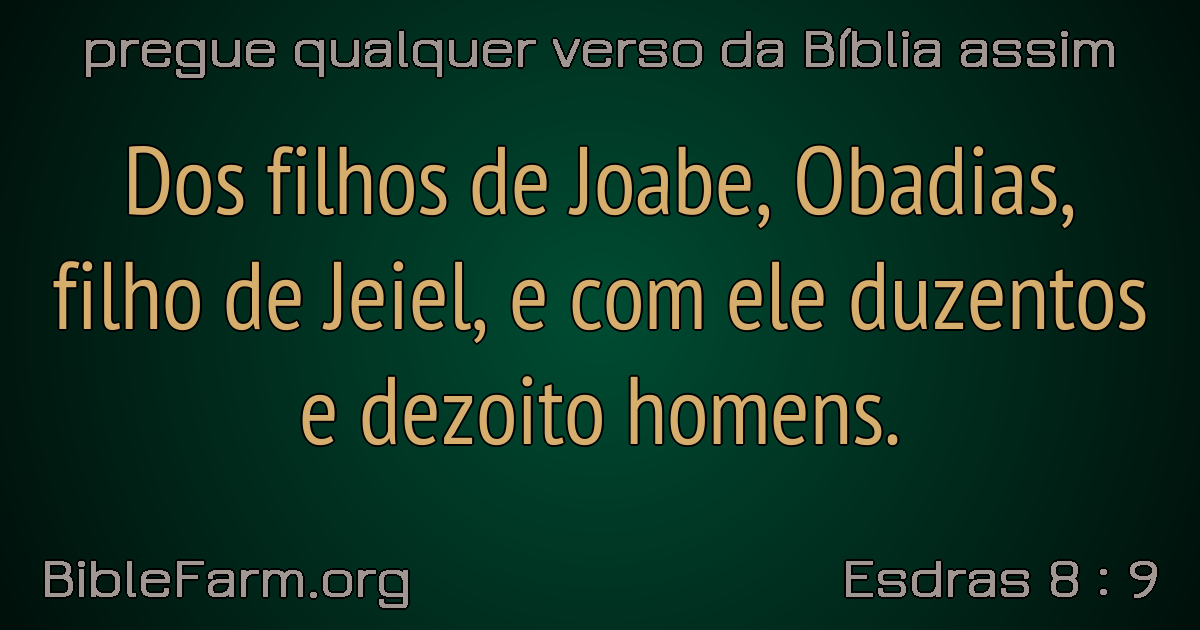 pregue qualquer verso da Bíblia assim
Dos filhos de Joabe, Obadias,
filho de Jeiel, e com ele duzentos
e dezoito homens.
BibleFarm.org
Esdras 8 : 9